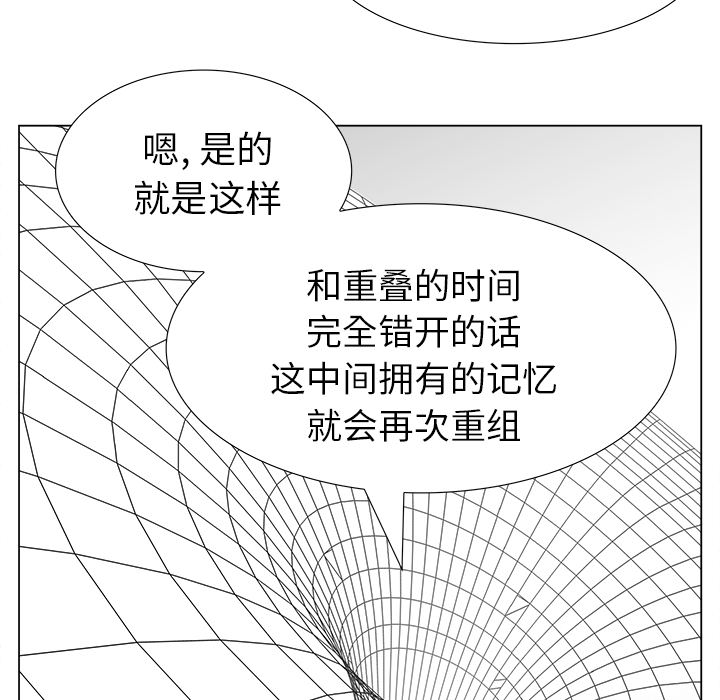 嗯,是的
就是这样
和重叠的时间
完全错开的话
这中间拥有的记忆
就会再次重组